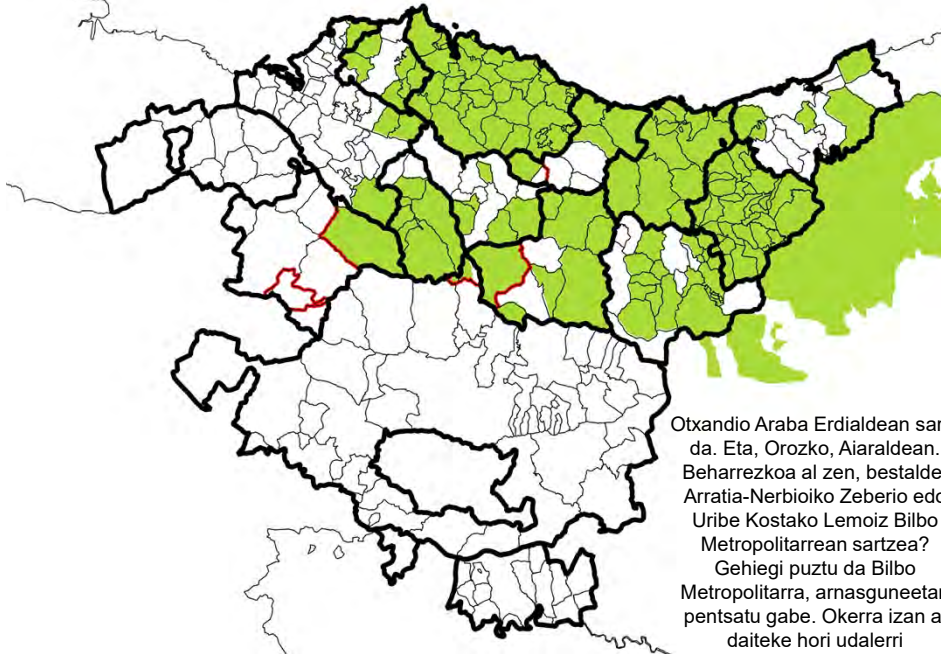 Otxandio Araba Erdialdean sar
da. Eta, Orozko, Aiaraldean.
Beharrezkoa al zen, bestalde
Arratia-Nerbioiko Zeberio edo
Uribe Kostako Lemoiz Bilbo
Metropolitarrean sartzea?
Gehiegi puztu da Bilbo
Metropolitarra, arnasguneetan
pentsatu gabe. Okerra izan a
daiteke hori udalerri